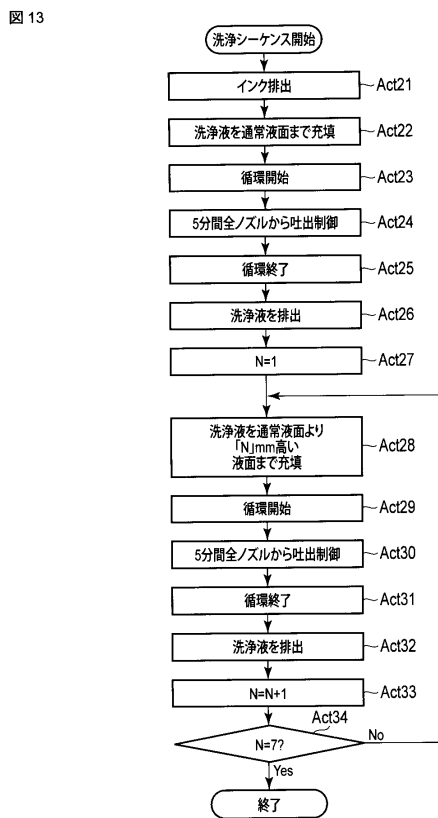 図 13
洗浄シーケンス開始
インク排出
Act21
洗浄液を通常液面まで充填
Act22
循環開始
Act23
5分間全ノズルから吐出制御
Act24
循環終了
Act25
洗浄液を排出
Act26
N=1
Act27
洗浄液を通常液面より
「N」mm高い
液面まで充填
Act28
循環開始
Act29
5分間全ノズルから吐出制御
Act30
循環終了
Act31
洗浄液を排出
Act32
N=N+1
Act33
Act34
N=7?
No
Yes
終了